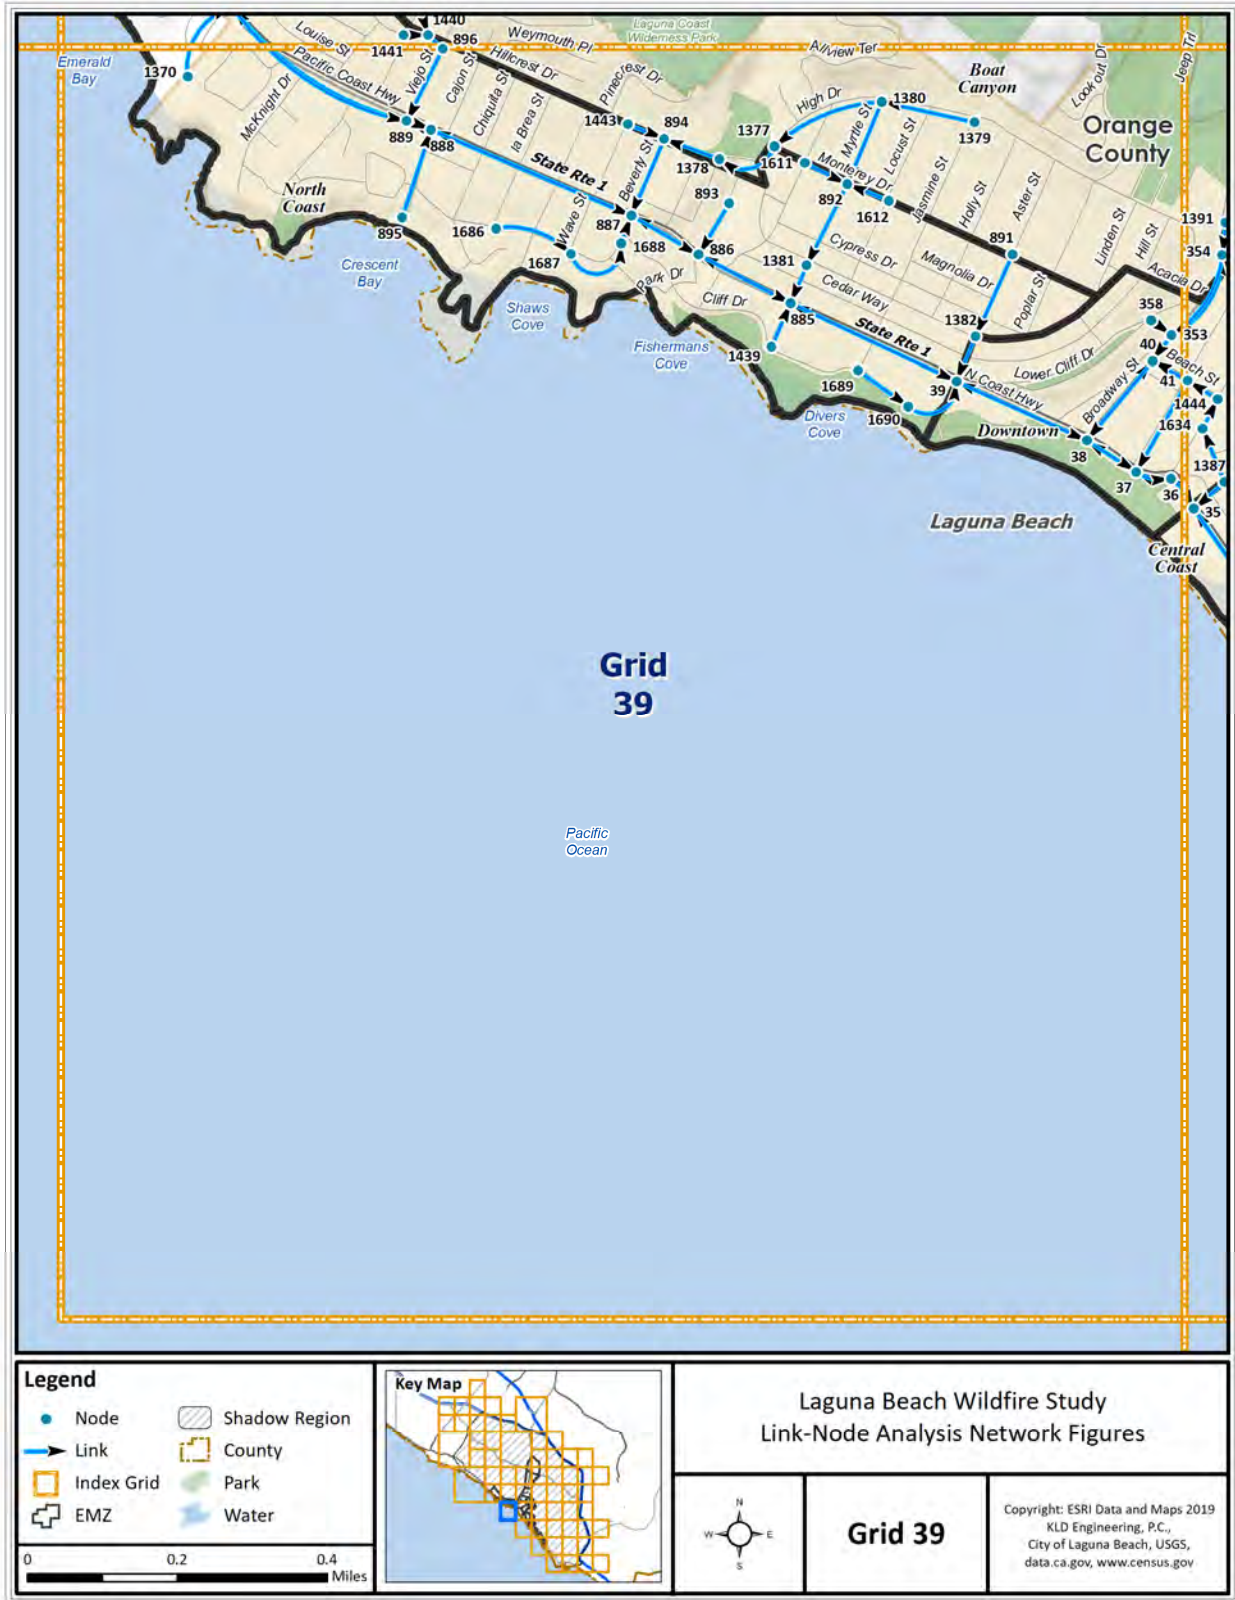 Laguna Coast
Wilderness Park
1440
1441
896
Louise St
Weymouth Pl
Allview Ter
Emerald
Bay
1370
Pacific Coast Hwy
Viejo St
Cajon St
Hillcrest Dr
Pinecrest Dr
Boat
Canyon
Look out Dr
Jeep Trl
McKnight Dr
Chiquita St
la Brea St
High Dr
1380
Orange
County
889
888
1443
894
1377
Myrtle St
Locust St
1379
State Rte 1
Beverly St
1378
1611
Monterey Dr
North
Coast
893
892
1612
Jasmine St
Holly St
Aster St
Linden St
Hill St
1391
895
1686
Wave St
887
1688
886
1381
Cypress Dr
891
354
Crescent
Bay
1687
Park Dr
Magnolia Dr
Acacia Dr
Shaws
Cove
Cliff Dr
Cedar Way
Poplar St
358
885
State Rte 1
1382
353
Fishermans
Cove
1439
Lower Cliff Dr
40
Beach St
1689
39
N Coast Hwy
Broadway St
41
1444
Divers
Cove
1690
Downtown
1634
38
1387
37
36
35
Laguna Beach
Central
Coast
Grid
39
Pacific
Ocean
Legend
Node
Link
Index Grid
EMZ
Shadow Region
County
Park
Water
0 0.2 0.4
Miles
Key Map
Laguna Beach Wildfire Study
Link-Node Analysis Network Figures
N
W E
S
Grid 39
Copyright: ESRI Data and Maps 2019
KLD Engineering, P.C.,
City of Laguna Beach, USGS,
data.ca.gov, www.census.gov